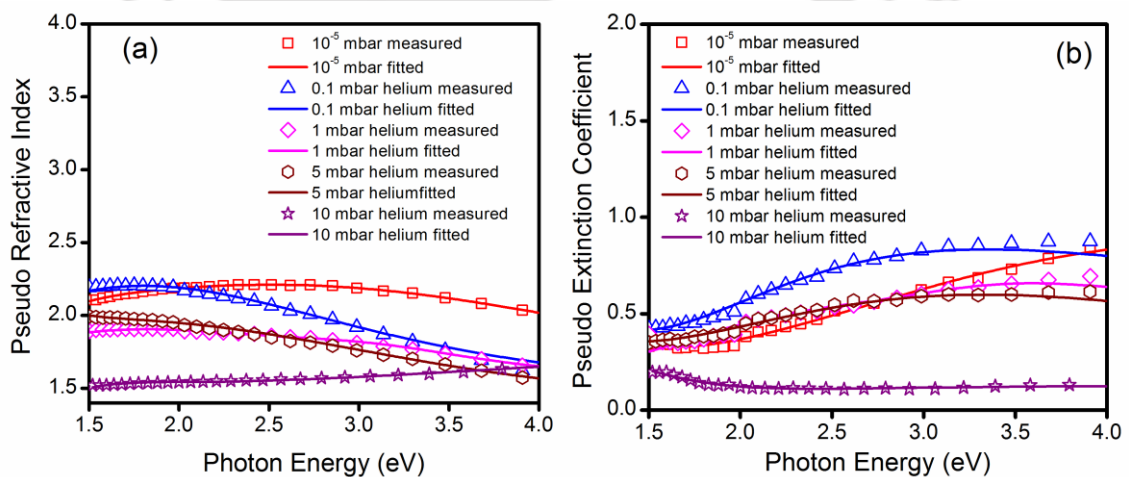 (a)
4.0
3.5
3.0
2.5
2.0
1.5
10⁻⁵ mbar measured
10⁻⁵ mbar fitted
0.1 mbar helium measured
0.1 mbar helium fitted
1 mbar helium measured
1 mbar helium fitted
5 mbar helium measured
5 mbar heliumfitted
10 mbar helium measured
10 mbar helium fitted
Pseudo Refractive Index
1.5 2.0 2.5 3.0 3.5 4.0
Photon Energy (eV)
(b)
2.0
1.5
1.0
0.5
0.0
10⁻⁵ mbar measured
10⁻⁵ mbar fitted
0.1 mbar helium measured
0.1 mbar helium fitted
1 mbar helium measured
1 mbar helium fitted
5 mbar helium measured
5 mbar helium fitted
10 mbar helium measured
10 mbar helium fitted
Pseudo Extinction Coefficient
1.5 2.0 2.5 3.0 3.5 4.0
Photon Energy (eV)